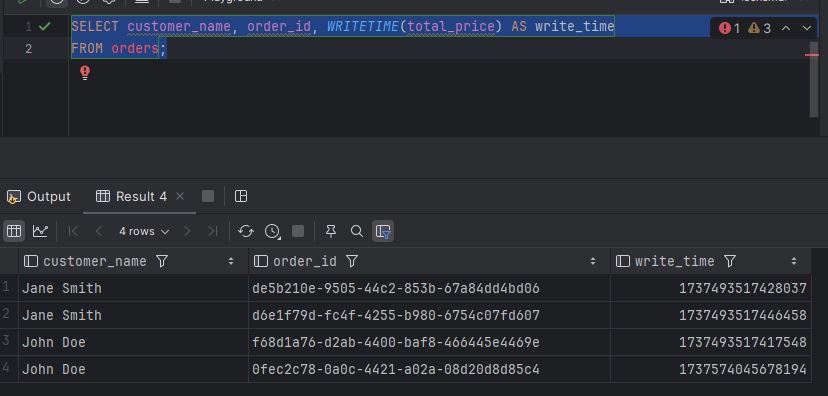 1 SELECT customer_name, order_id, WRITETIME(total_price) AS write_time
1 3
2 FROM orders;
Output Result 4
4 rows
customer_name order_id write_time
1 Jane Smith de5b210e-9505-44c2-853b-67a84dd4bd06 1737493517428037
2 Jane Smith d6e1f79d-fc4f-4255-b980-6754c07fd607 1737493517446458
3 John Doe f68d1a76-d2ab-4400-baf8-466445e4469e 1737493517417548
4 John Doe 0fec2c78-0a0c-4421-a02a-08d20d8d85c4 1737574045678194